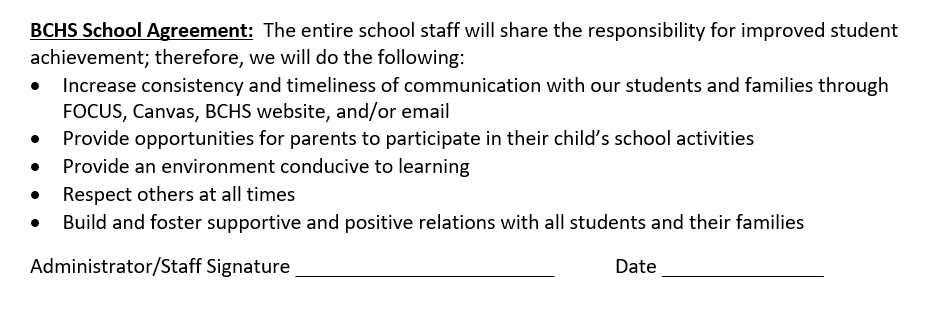 BCHS School Agreement: The entire school staff will share the responsibility for improved student
achievement; therefore, we will do the following:
• Increase consistency and timeliness of communication with our students and families through
FOCUS, Canvas, BCHS website, and/or email
• Provide opportunities for parents to participate in their child’s school activities
• Provide an environment conducive to learning
• Respect others at all times
• Build and foster supportive and positive relations with all students and their families
Administrator/Staff Signature ________________________ Date _______________